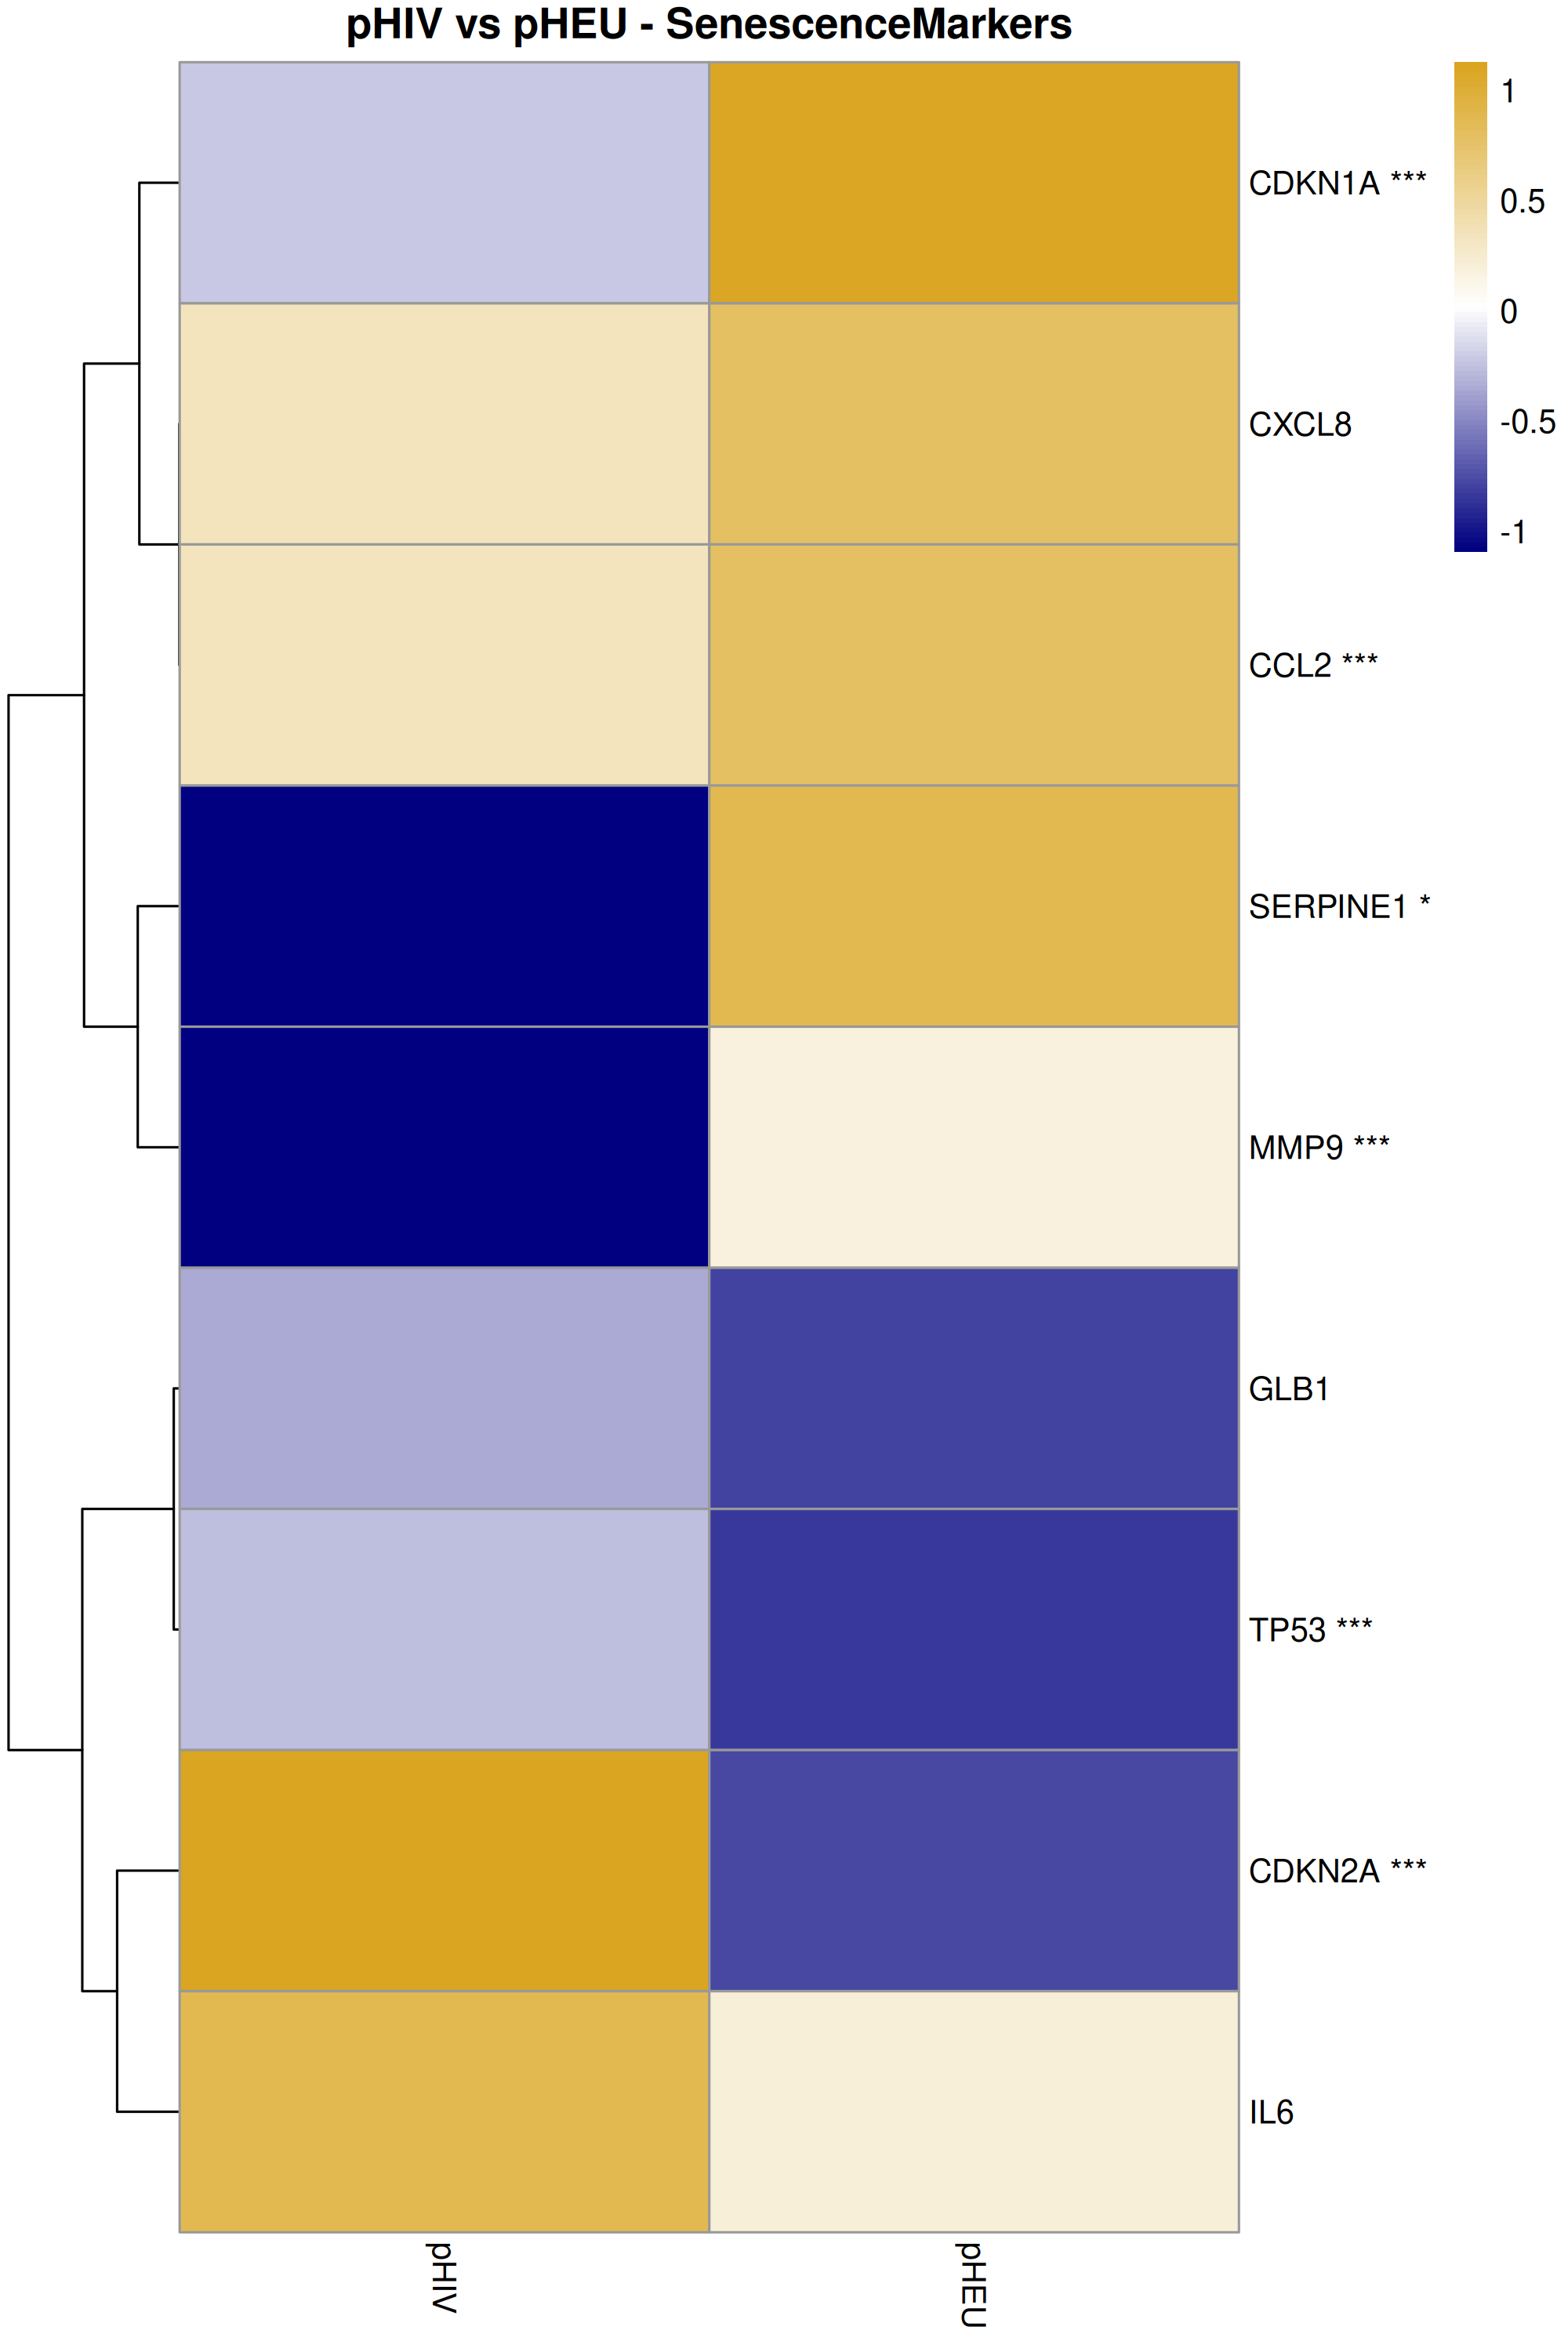 pHIV vs pHEU - SenescenceMarkers
1
0.5
0
-0.5
-1
CDKN1A ***
CXCL8
CCL2 ***
SERPINE1 *
MMP9 ***
GLB1
TP53 ***
CDKN2A ***
IL6
pHIV
pHEU